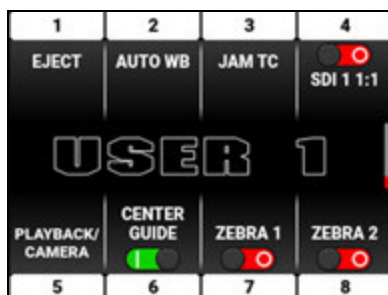 1 2 3 4
EJECT AUTO WB JAM TC SDI 1 1:1
USER 1
PLAYBACK/
CAMERA
CENTER
GUIDE
ZEBRA 1 ZEBRA 2
5 6 7 8